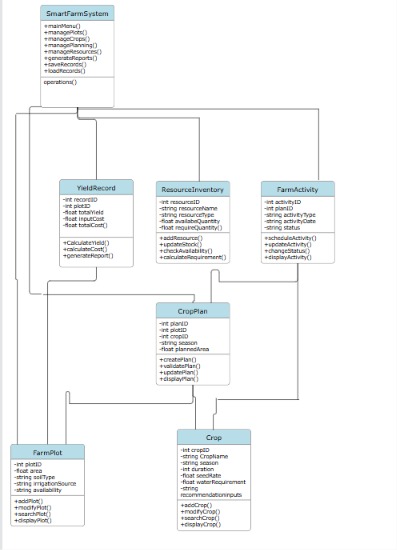 SmartFarmSystem
+mainMenu()
+managePlots()
+manageCrops()
+managePlanning()
+manageResources()
+generateReports()
+saveRecords()
+loadRecords()
operations()
YieldRecord
-int recordID
-int plotID
-float totalYield
-float inputCost
-float totalCost()
+CalculateYield()
+calculateCost()
+generateReport()
ResourceInventory
-int resourceID
-string resourceName
-string resourceType
-float availableQuantity
-float requireQuantity()
+addResource()
+updateStock()
+checkAvailability()
+calculateRequirement()
FarmActivity
-int activityID
-int planID
-string activityType
-string activityDate
-string status
+scheduleActivity()
+updateActivity()
+changeStatus()
+displayActivity()
CropPlan
-int planID
-int plotID
-int cropID
-string season
-float plannedArea
+createPlan()
+validatePlan()
+updatePlan()
+displayPlan()
FarmPlot
-int plotID
-float area
-string soilType
-string irrigationSource
-string availability
+addPlot()
+modifyPlot()
+searchPlot()
+displayPlot()
Crop
-int cropID
-string CropName
-string season
-int duration
-float seedRate
-float waterRequirement
-string
recommendationinputs
+addCrop()
+modifyCrop()
+searchCrop()
+displayCrop()